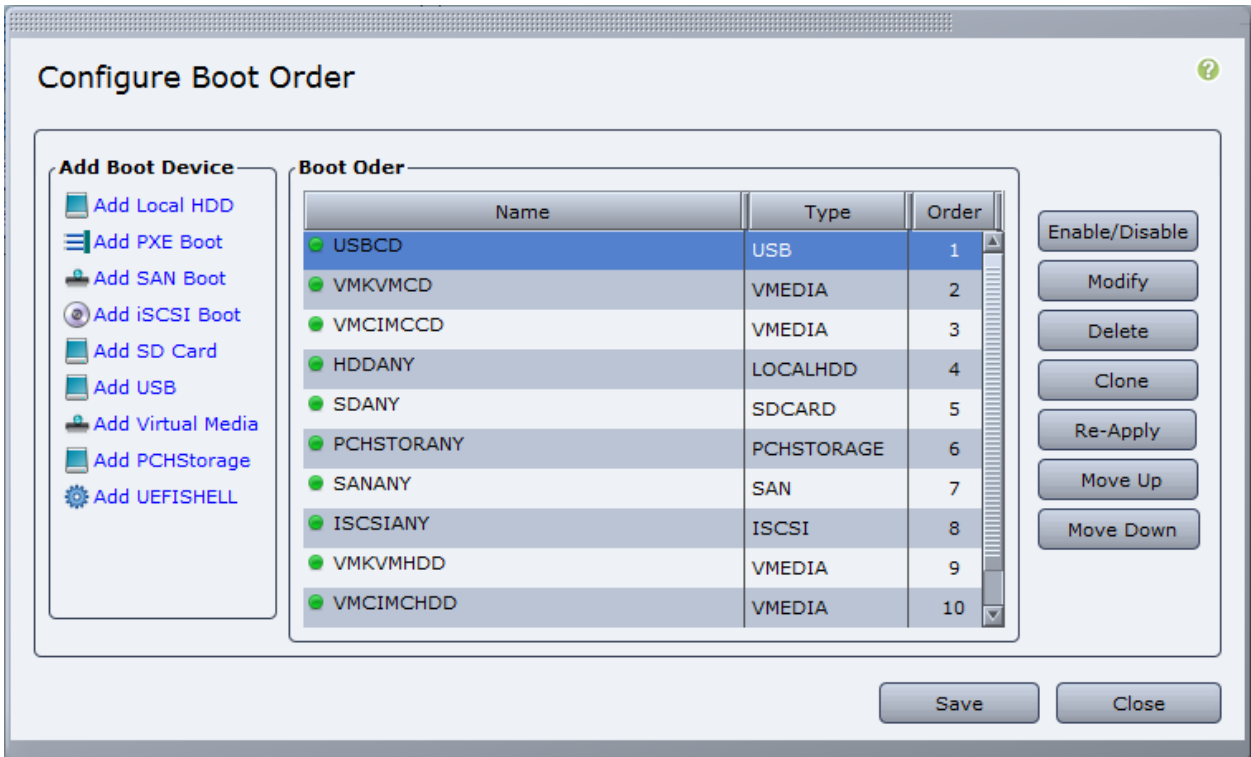 Configure Boot Order
Add Boot Device
Add Local HDD
Add PXE Boot
Add SAN Boot
Add iSCSI Boot
Add SD Card
Add USB
Add Virtual Media
Add PCHStorage
Add UEFISHELL
Boot Oder
Name Type Order
USBCD USB 1
VMKVMCD VMEDIA 2
VMCIMCCD VMEDIA 3
HDDANY LOCALHDD 4
SDANY SDCARD 5
PCHSTORANY PCHSTORAGE 6
SANANY SAN 7
ISCSIANY ISCSI 8
VMKVMHDD VMEDIA 9
VMCIMCHDD VMEDIA 10
Enable/Disable
Modify
Delete
Clone
Re-Apply
Move Up
Move Down
Save Close